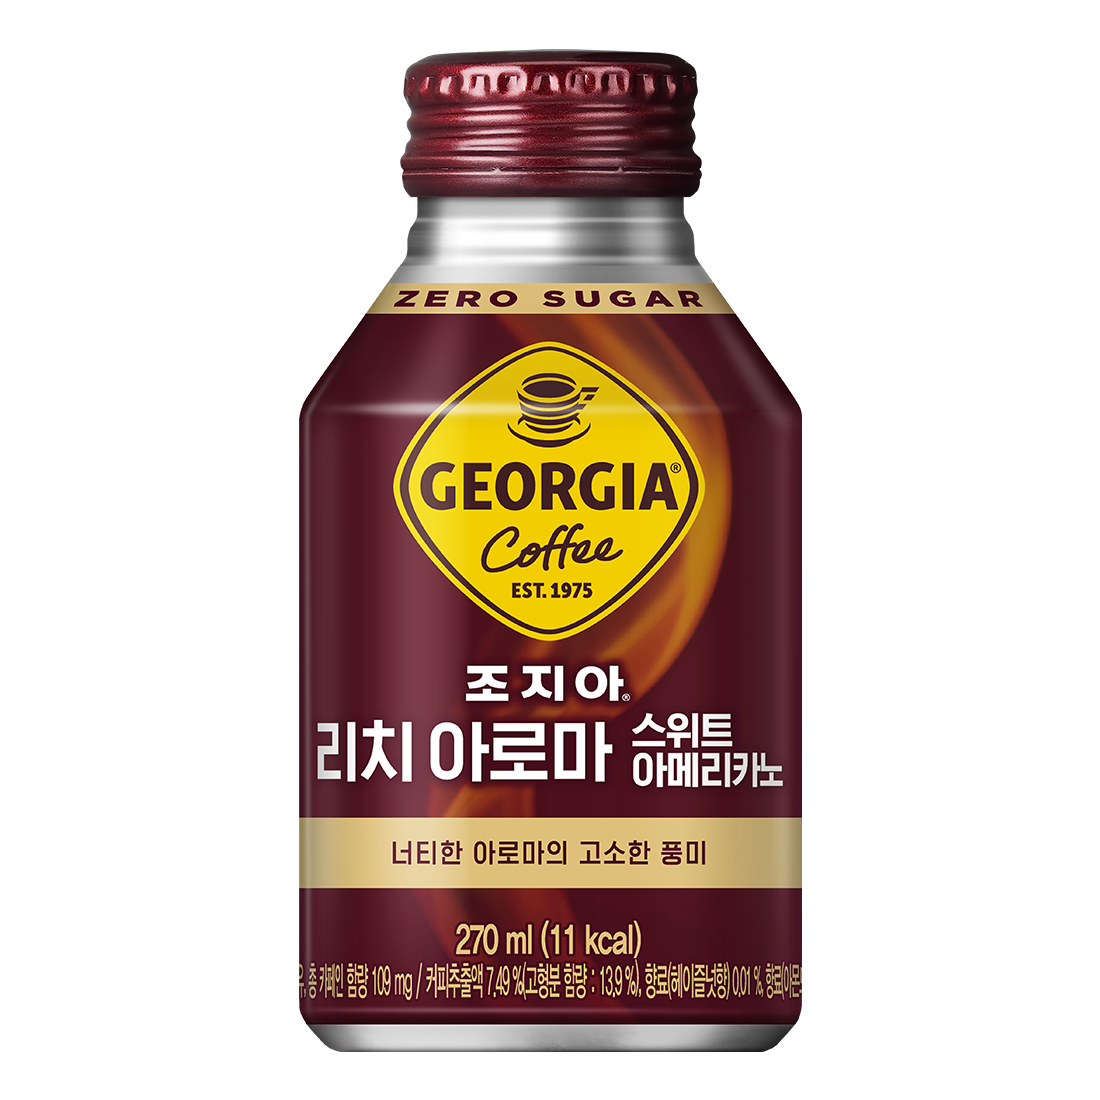 ZERO SUGAR
GEORGIA®
Coffee
EST. 1975
조지아®
리치 아로마 스위트
아메리카노
너티한 아로마의 고소한 풍미
270 ml (11 kcal)
총 카페인 함량 109 mg / 커피추출액 7.49 %(고형분 함량 : 13.9 %), 향료(헤이즐넛향) 0.01 %, 향료